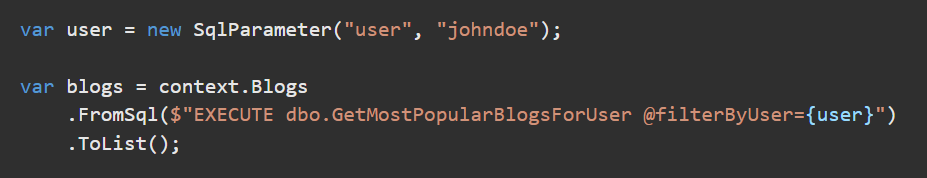 var user = new SqlParameter("user", "johndoe");
var blogs = context.Blogs
.FromSql($"EXECUTE dbo.GetMostPopularBlogsForUser @filterByUser={user}")
.ToList();